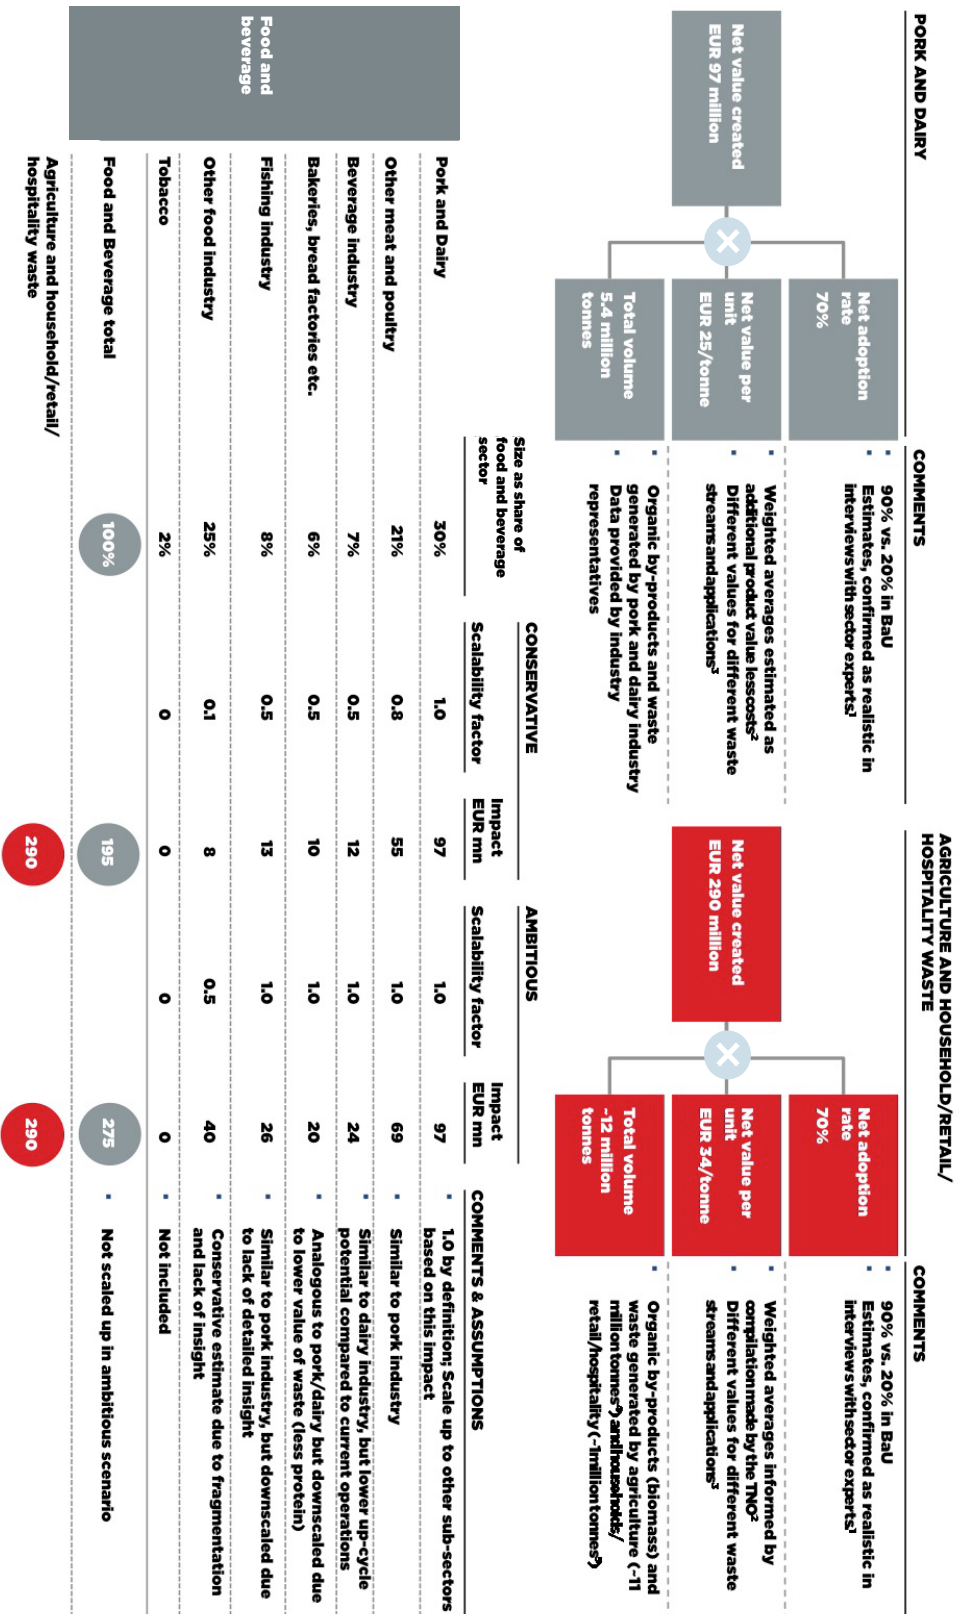 PORK AND DAIRY
COMMENTS
Net value created
EUR 97 million
Net adoption
rate
70%
90% vs. 20% in BaU
Estimates, confirmed as realistic in
interviews with sector experts.1
Net value per
unit
EUR 25/tonne
Weighted averages estimated as
additional product value less costs2
Different values for different waste
streams and applications3
Total volume
5.4 million
tonnes
Organic by-products and waste
generated by pork and dairy industry
Data provided by industry
representatives
AGRICULTURE AND HOUSEHOLD/RETAIL/
HOSPITALITY WASTE
COMMENTS
Net value created
EUR 290 million
Net adoption
rate
70%
90% vs. 20% in BaU
Estimates, confirmed as realistic in
interviews with sector experts.1
Net value per
unit
EUR 34/tonne
Weighted averages informed by
compilation made by the TNO2
Different values for different waste
streams and applications3
Total volume
~12 million
tonnes
Organic by-products (biomass) and
waste generated by agriculture (~11
million tonnes4) and households/
retail/hospitality (~1 million tonnes5)
CONSERVATIVE
AMBITIOUS
Size as share of
food and beverage
sector
Scalability factor
Impact
EUR mn
Scalability factor
Impact
EUR mn
COMMENTS & ASSUMPTIONS
Food and
beverage
Pork and Dairy 30% 1.0 97 1.0 97 1.0 by definition; Scale up to other sub-sectors
based on this impact
Other meat and poultry 21% 0.8 55 1.0 69 Similar to pork industry
Beverage industry 7% 0.5 12 1.0 24 Similar to dairy industry, but lower up-cycle
potential compared to current operations
Bakeries, bread factories etc. 6% 0.5 10 1.0 20 Analogous to pork/dairy but downscaled due
to lower value of waste (less protein)
Fishing industry 8% 0.5 13 1.0 26 Similar to pork industry, but downscaled due
to lack of detailed insight
Other food industry 25% 0.1 8 0.5 40 Conservative estimate due to fragmentation
and lack of insight
Tobacco 2% 0 0 0 0 Not included
Food and Beverage total 100% 195 275 Not scaled up in ambitious scenario
Agriculture and household/retail/
hospitality waste 290 290